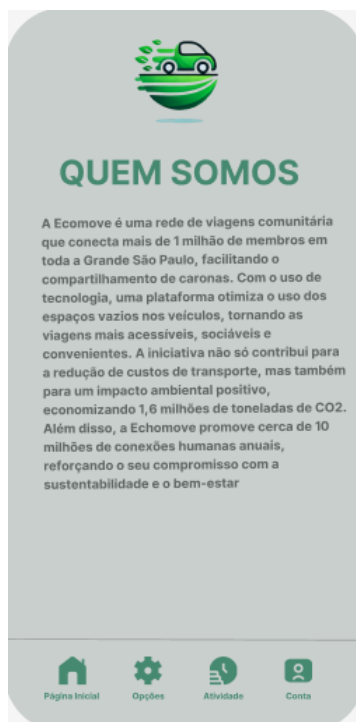 QUEM SOMOS
A Ecomove é uma rede de viagens comunitária
que conecta mais de 1 milhão de membros em
toda a Grande São Paulo, facilitando o
compartilhamento de caronas. Com o uso de
tecnologia, uma plataforma otimiza o uso dos
espaços vazios nos veículos, tornando as
viagens mais acessíveis, sociáveis e
convenientes. A iniciativa não só contribui para
a redução de custos de transporte, mas também
para um impacto ambiental positivo,
economizando 1,6 milhões de toneladas de CO2.
Além disso, a Echomove promove cerca de 10
milhões de conexões humanas anuais,
reforçando o seu compromisso com a
sustentabilidade e o bem-estar
Página Inicial
Opções
Atividade
Conta